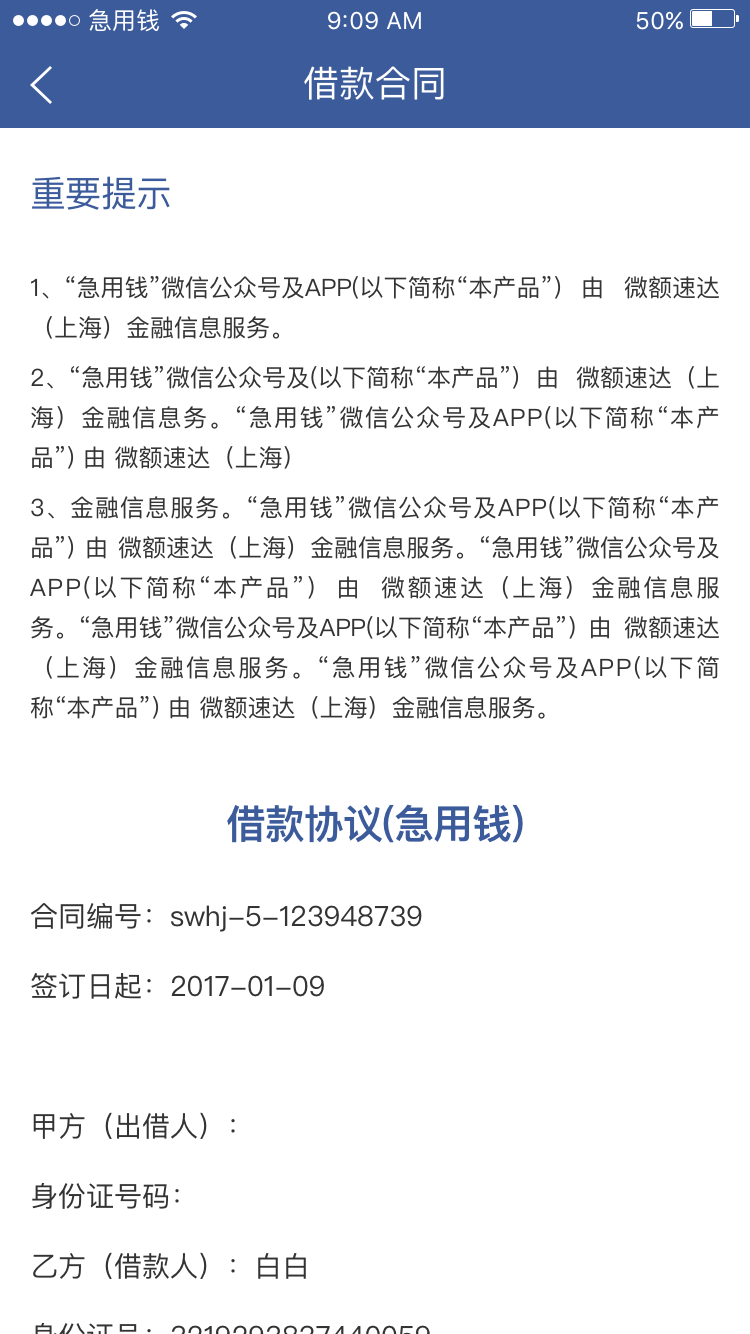 急用钱
9:09 AM
50%
借款合同
重要提示
1、“急用钱”微信公众号及APP(以下简称“本产品”） 由 微额速达
（上海）金融信息服务。
2、“急用钱”微信公众号及(以下简称“本产品”）由 微额速达（上
海）金融信息务。“急用钱”微信公众号及APP(以下简称“本产
品”) 由 微额速达（上海）
3、金融信息服务。“急用钱”微信公众号及APP(以下简称“本产
品”) 由 微额速达（上海）金融信息服务。“急用钱”微信公众号及
APP(以下简称“本产品”） 由 微额速达（上海）金融信息服
务。“急用钱”微信公众号及APP(以下简称“本产品”）由 微额速达
（上海）金融信息服务。“急用钱”微信公众号及APP(以下简
称“本产品”) 由 微额速达（上海）金融信息服务。
借款协议(急用钱)
合同编号：swhj-5-123948739
签订日起：2017-01-09
甲方（出借人）：
身份证号码：
乙方（借款人）：白白
身份证号：